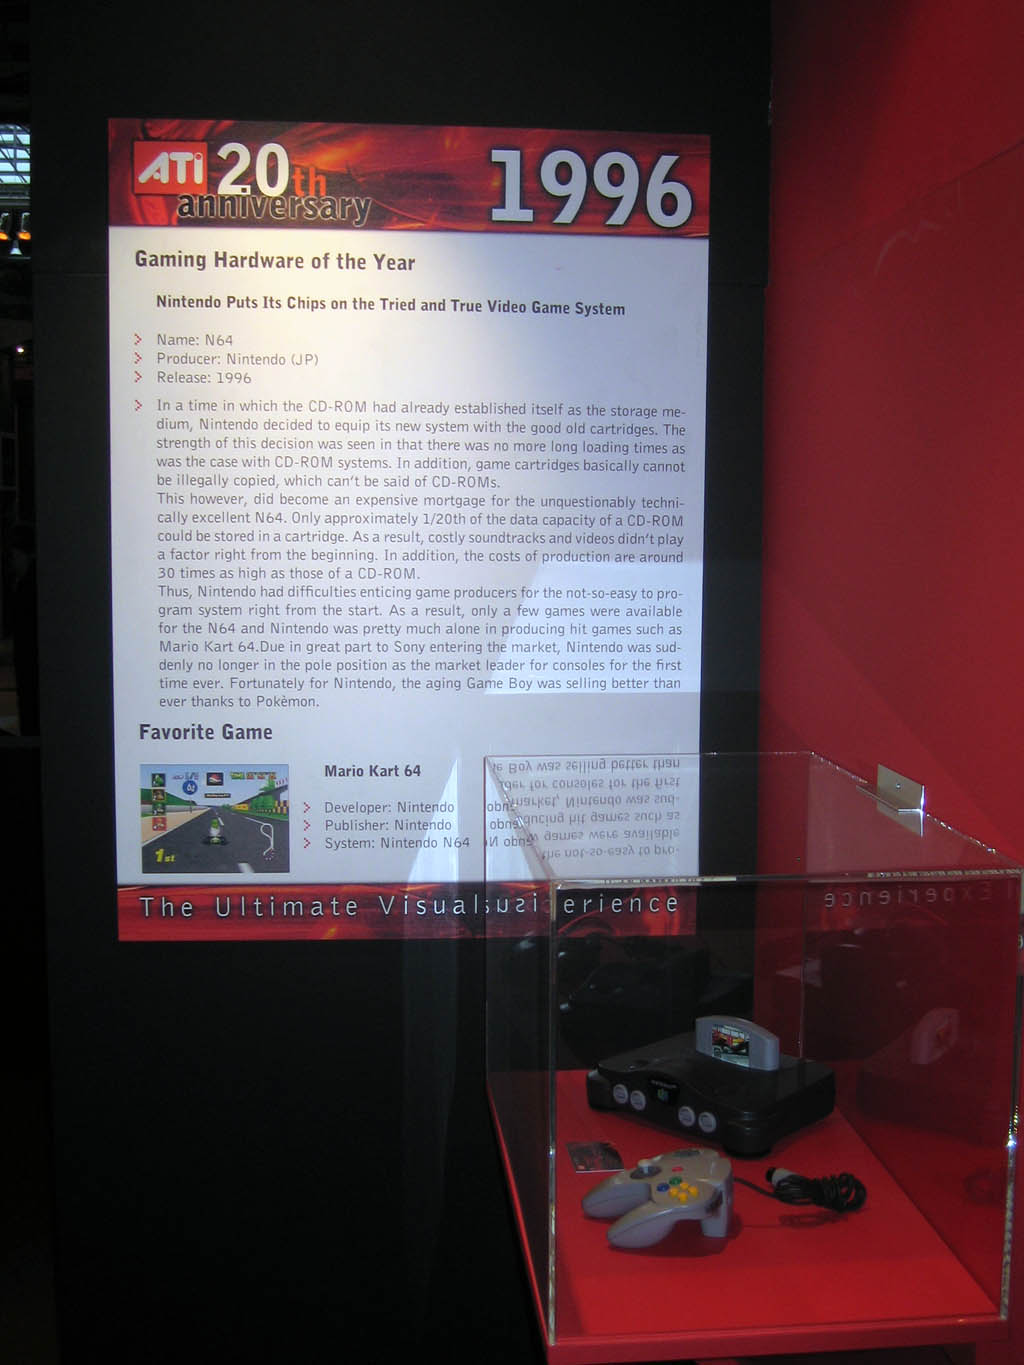 ATi 20th
anniversary
1996
Gaming Hardware of the Year
Nintendo Puts Its Chips on the Tried and True Video Game System
Name: N64
Producer: Nintendo (JP)
Release: 1996
In a time in which the CD-ROM had already established itself as the storage me-
dium, Nintendo decided to equip its new system with the good old cartridges. The
strength of this decision was seen in that there was no more long loading times as
was the case with CD-ROM systems. In addition, game cartridges basically cannot
be illegally copied, which can't be said of CD-ROMs.
This however, did become an expensive mortgage for the unquestionably techni-
cally excellent N64. Only approximately 1/20th of the data capacity of a CD-ROM
could be stored in a cartridge. As a result, costly soundtracks and videos didn't play
a factor right from the beginning. In addition, the costs of production are around
30 times as high as those of a CD-ROM.
Thus, Nintendo had difficulties enticing game producers for the not-so-easy to pro-
gram system right from the start. As a result, only a few games were available
for the N64 and Nintendo was pretty much alone in producing hit games such as
Mario Kart 64.Due in great part to Sony entering the market, Nintendo was sud-
denly no longer in the pole position as the market leader for consoles for the first
time ever. Fortunately for Nintendo, the aging Game Boy was selling better than
ever thanks to Pokèmon.
Favorite Game
1st
Mario Kart 64
Developer: Nintendo
Publisher: Nintendo
System: Nintendo N64
The Ultimate Visual Experience